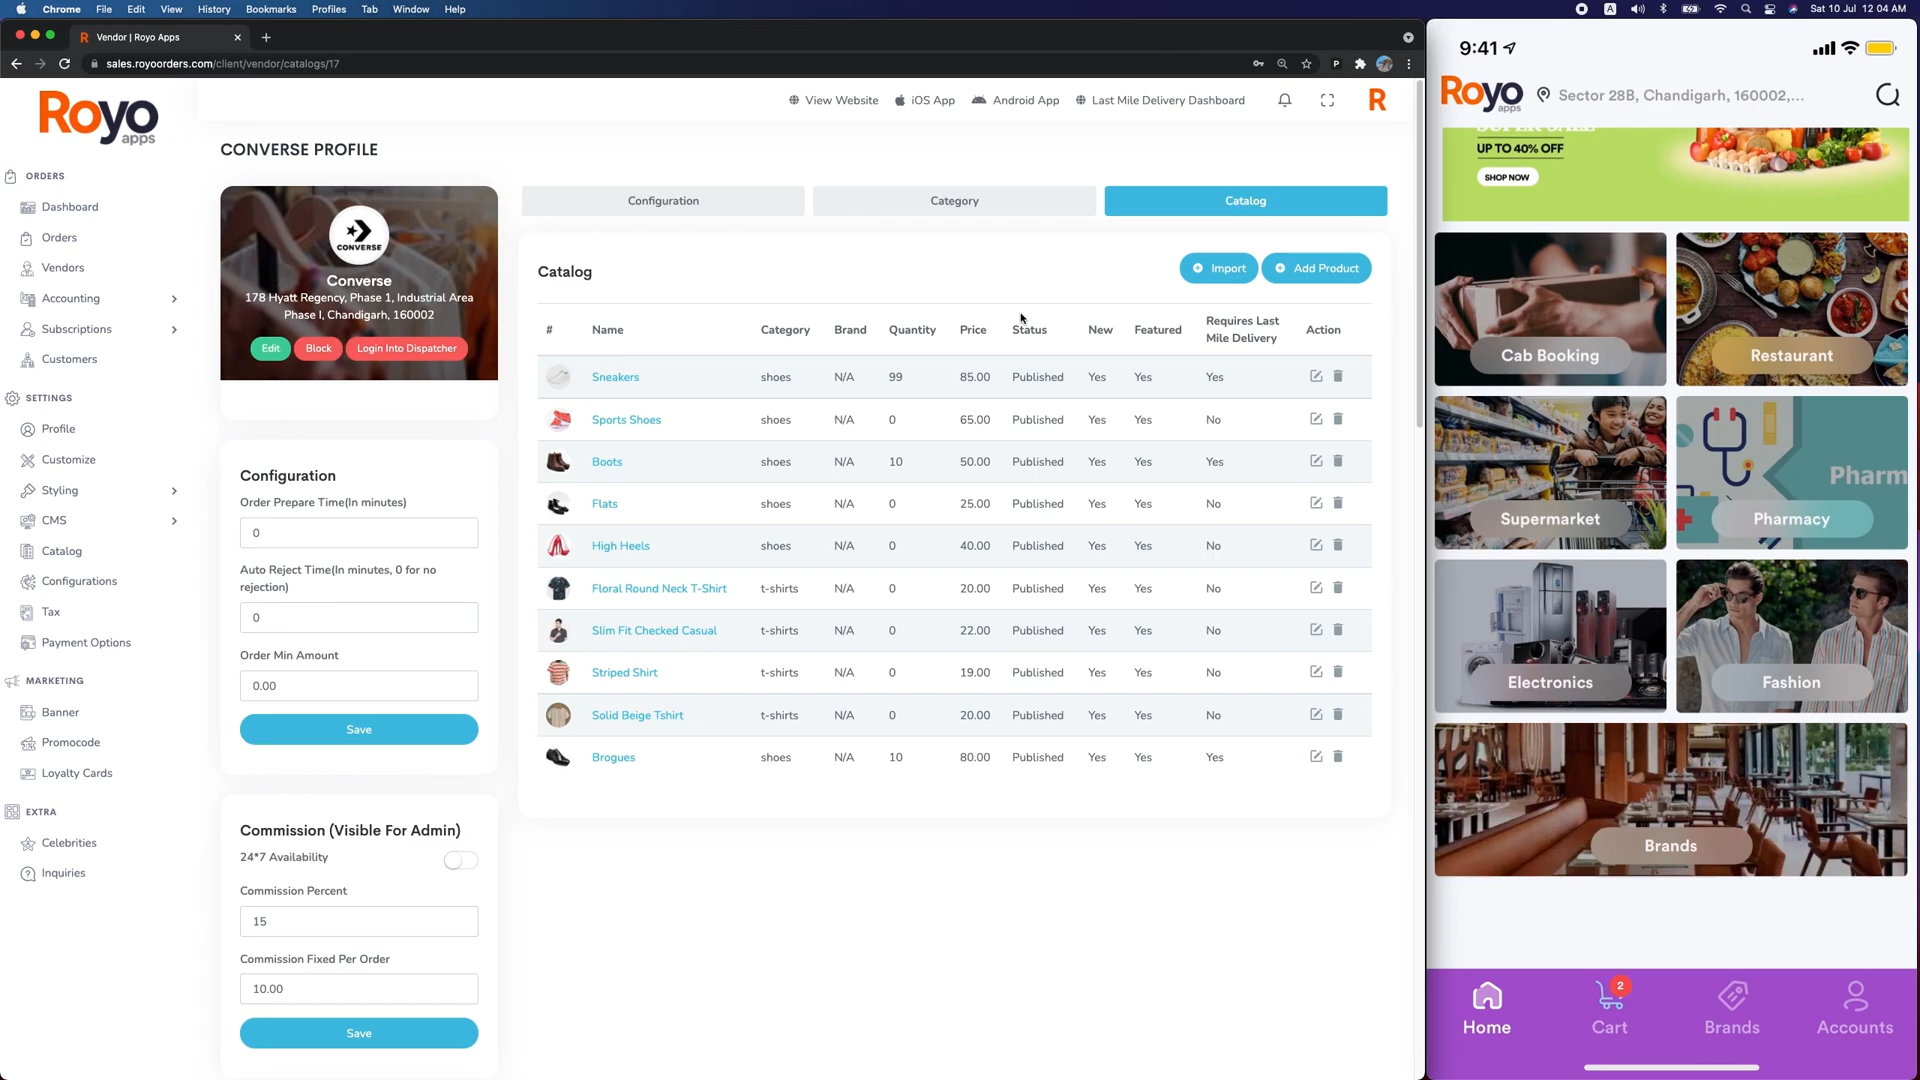 Chrome File Edit View History Bookmarks Profiles Tab Window Help
A
Sat 10 Jul 12 04 AM
R Vendor | Royo Apps
sales.royoorders.com/client/vendor/catalogs/17
P
Royo
apps
View Website
iOS App
Android App
Last Mile Delivery Dashboard
R
ORDERS
Dashboard
Orders
Vendors
Accounting
Subscriptions
Customers
SETTINGS
Profile
Customize
Styling
CMS
Catalog
Configurations
Tax
Payment Options
MARKETING
Banner
Promocode
Loyalty Cards
EXTRA
Celebrities
Inquiries
CONVERSE PROFILE
CONVERSE
Converse
178 Hyatt Regency, Phase 1, Industrial Area
Phase I, Chandigarh, 160002
Edit Block Login Into Dispatcher
Configuration
Order Prepare Time(In minutes)
0
Auto Reject Time(In minutes, 0 for no
rejection)
0
Order Min Amount
0.00
Save
Commission (Visible For Admin)
24*7 Availability
Commission Percent
15
Commission Fixed Per Order
10.00
Save
Configuration Category Catalog
Catalog
Import Add Product
# Name Category Brand Quantity Price Status New Featured Requires Last Mile Delivery Action
Sneakers shoes N/A 99 85.00 Published Yes Yes Yes
Sports Shoes shoes N/A 0 65.00 Published Yes Yes No
Boots shoes N/A 10 50.00 Published Yes Yes Yes
Flats shoes N/A 0 25.00 Published Yes Yes No
High Heels shoes N/A 0 40.00 Published Yes Yes No
Floral Round Neck T-Shirt t-shirts N/A 0 20.00 Published Yes Yes No
Slim Fit Checked Casual t-shirts N/A 0 22.00 Published Yes Yes No
Striped Shirt t-shirts N/A 0 19.00 Published Yes Yes No
Solid Beige Tshirt t-shirts N/A 0 20.00 Published Yes Yes No
Brogues shoes N/A 10 80.00 Published Yes Yes Yes
9:41
Royo
apps
Sector 28B, Chandigarh, 160002,...
SUPER SALE
UP TO 40% OFF
SHOP NOW
Cab Booking
Restaurant
Supermarket
Pharm
Pharmacy
Electronics
Fashion
Brands
2
Home Cart Brands Accounts